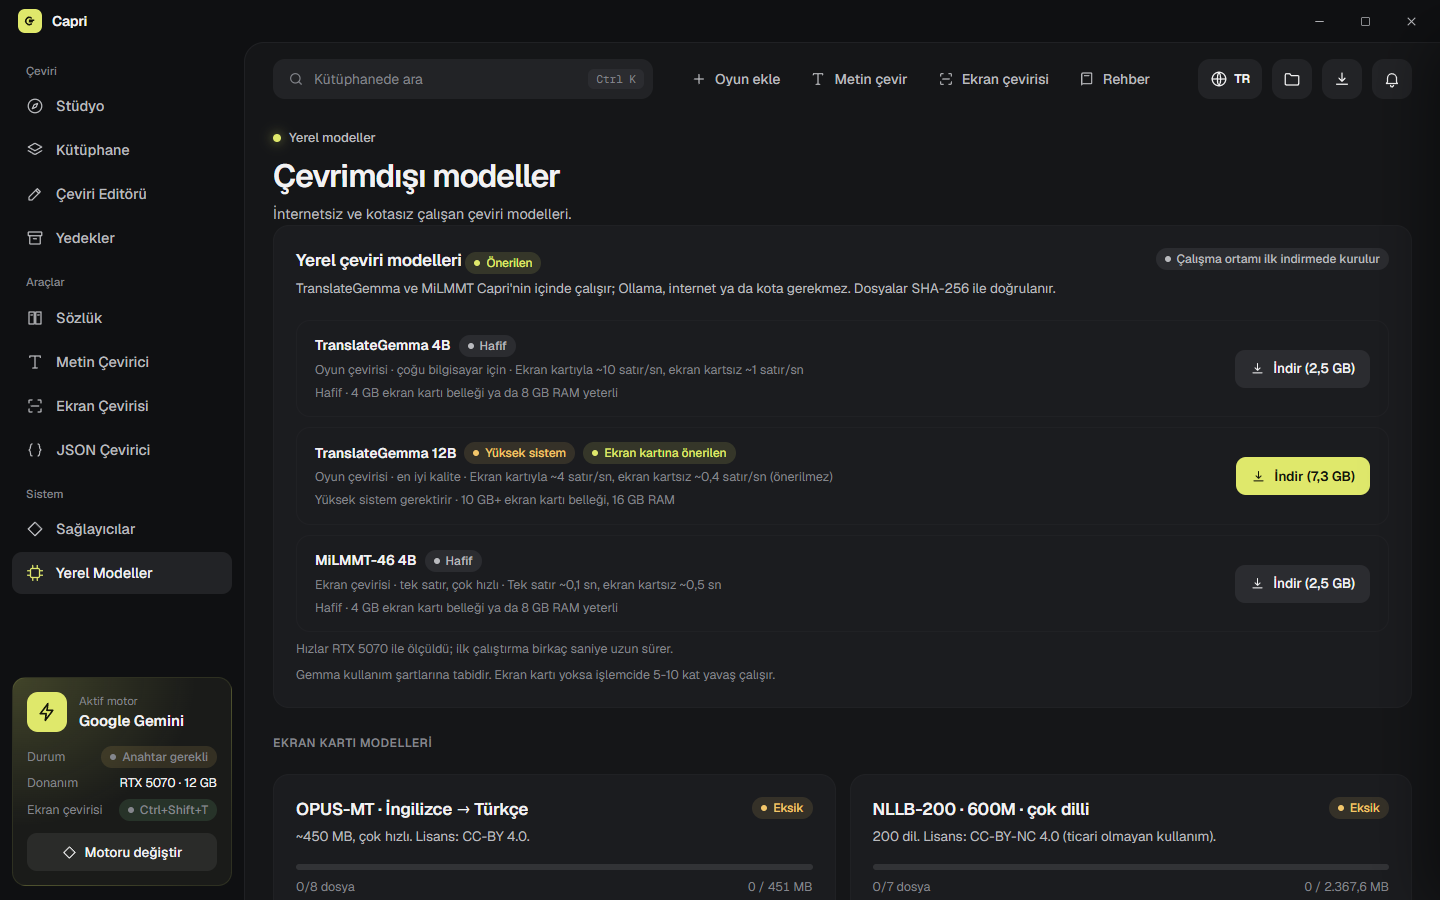 Capri
Çeviri
Stüdyo
Kütüphane
Çeviri Editörü
Yedekler
Araçlar
Sözlük
Metin Çevirici
Ekran Çevirisi
JSON Çevirici
Sistem
Sağlayıcılar
Yerel Modeller
Aktif motor
Google Gemini
Durum Anahtar gerekli
Donanım RTX 5070 · 12 GB
Ekran çevirisi Ctrl+Shift+T
Motoru değiştir
Kütüphanede ara Ctrl K
Oyun ekle
Metin çevir
Ekran çevirisi
Rehber
TR
Yerel modeller
Çevrimdışı modeller
İnternetsiz ve kotasız çalışan çeviri modelleri.
Yerel çeviri modelleri Önerilen
Çalışma ortamı ilk indirmede kurulur
TranslateGemma ve MiLMMT Capri'nin içinde çalışır; Ollama, internet ya da kota gerekmez. Dosyalar SHA-256 ile doğrulanır.
TranslateGemma 4B Hafif
Oyun çevirisi · çoğu bilgisayar için · Ekran kartıyla ~10 satır/sn, ekran kartsız ~1 satır/sn
Hafif · 4 GB ekran kartı belleği ya da 8 GB RAM yeterli
İndir (2,5 GB)
TranslateGemma 12B Yüksek sistem Ekran kartına önerilen
Oyun çevirisi · en iyi kalite · Ekran kartıyla ~4 satır/sn, ekran kartsız ~0,4 satır/sn (önerilmez)
Yüksek sistem gerektirir · 10 GB+ ekran kartı belleği, 16 GB RAM
İndir (7,3 GB)
MiLMMT-46 4B Hafif
Ekran çevirisi · tek satır, çok hızlı · Tek satır ~0,1 sn, ekran kartsız ~0,5 sn
Hafif · 4 GB ekran kartı belleği ya da 8 GB RAM yeterli
İndir (2,5 GB)
Hızlar RTX 5070 ile ölçüldü; ilk çalıştırma birkaç saniye uzun sürer.
Gemma kullanım şartlarına tabidir. Ekran kartı yoksa işlemcide 5-10 kat yavaş çalışır.
EKRAN KARTI MODELLERİ
OPUS-MT · İngilizce → Türkçe Eksik
~450 MB, çok hızlı. Lisans: CC-BY 4.0.
0/8 dosya 0 / 451 MB
NLLB-200 · 600M · çok dilli Eksik
200 dil. Lisans: CC-BY-NC 4.0 (ticari olmayan kullanım).
0/7 dosya 0 / 2.367,6 MB